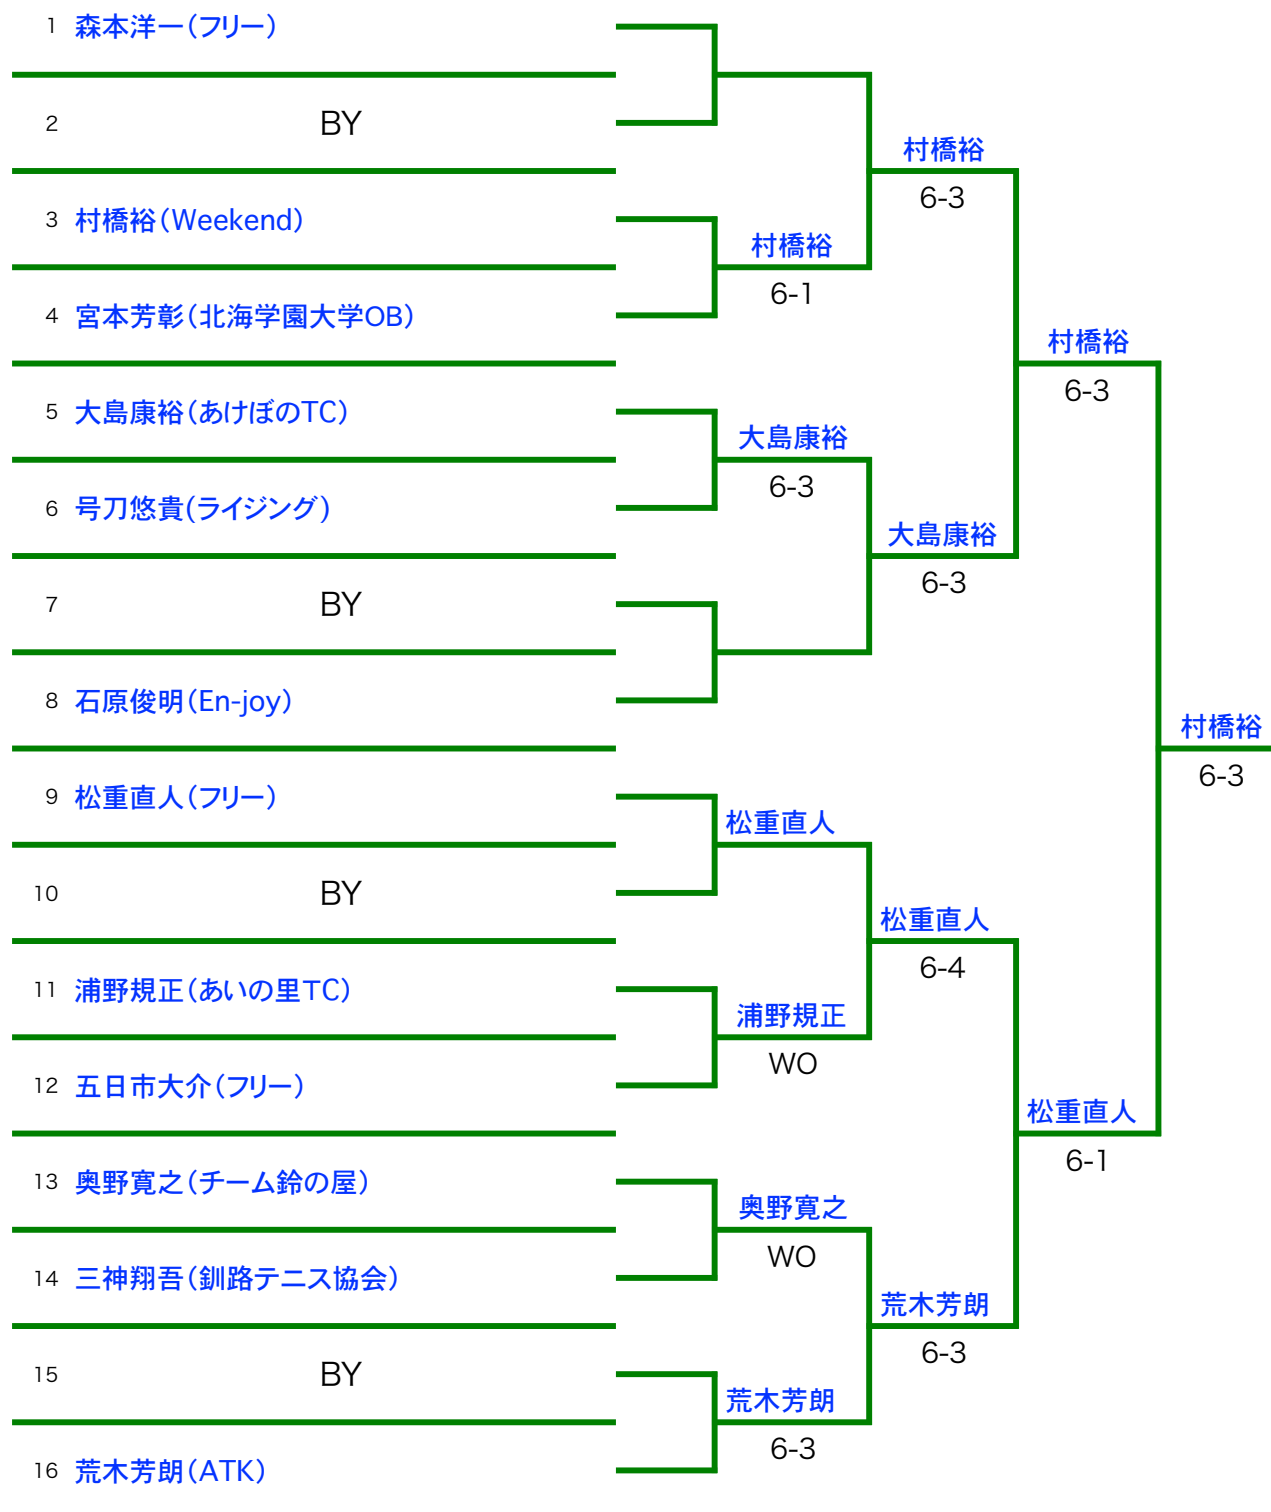 1 森本洋一(フリー)
2 BY
村橋裕
6-3
3 村橋裕(Weekend)
村橋裕
6-1
4 宮本芳彰(北海学園大学OB)
村橋裕
6-3
5 大島康裕(あけぼのTC)
大島康裕
6-3
6 号刀悠貴(ライジング)
大島康裕
6-3
7 BY
8 石原俊明(En-joy)
村橋裕
6-3
9 松重直人(フリー)
松重直人
10 BY
松重直人
6-4
11 浦野規正(あいの里TC)
浦野規正
WO
12 五日市大介(フリー)
松重直人
6-1
13 奥野寛之(チーム鈴の屋)
奥野寛之
WO
14 三神翔吾(釧路テニス協会)
荒木芳朗
6-3
15 BY
荒木芳朗
6-3
16 荒木芳朗(ATK)